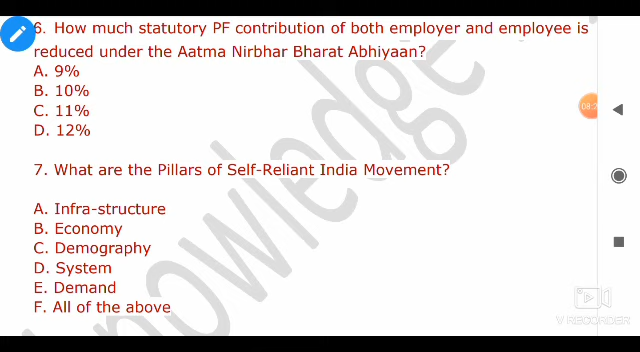 6. How much statutory PF contribution of both employer and employee is
reduced under the Aatma Nirbhar Bharat Abhiyaan?
A. 9%
B. 10%
C. 11%
D. 12%
7. What are the Pillars of Self-Reliant India Movement?
A. Infra-structure
B. Economy
C. Demography
D. System
E. Demand
F. All of the above
knowledge
V RECORDER